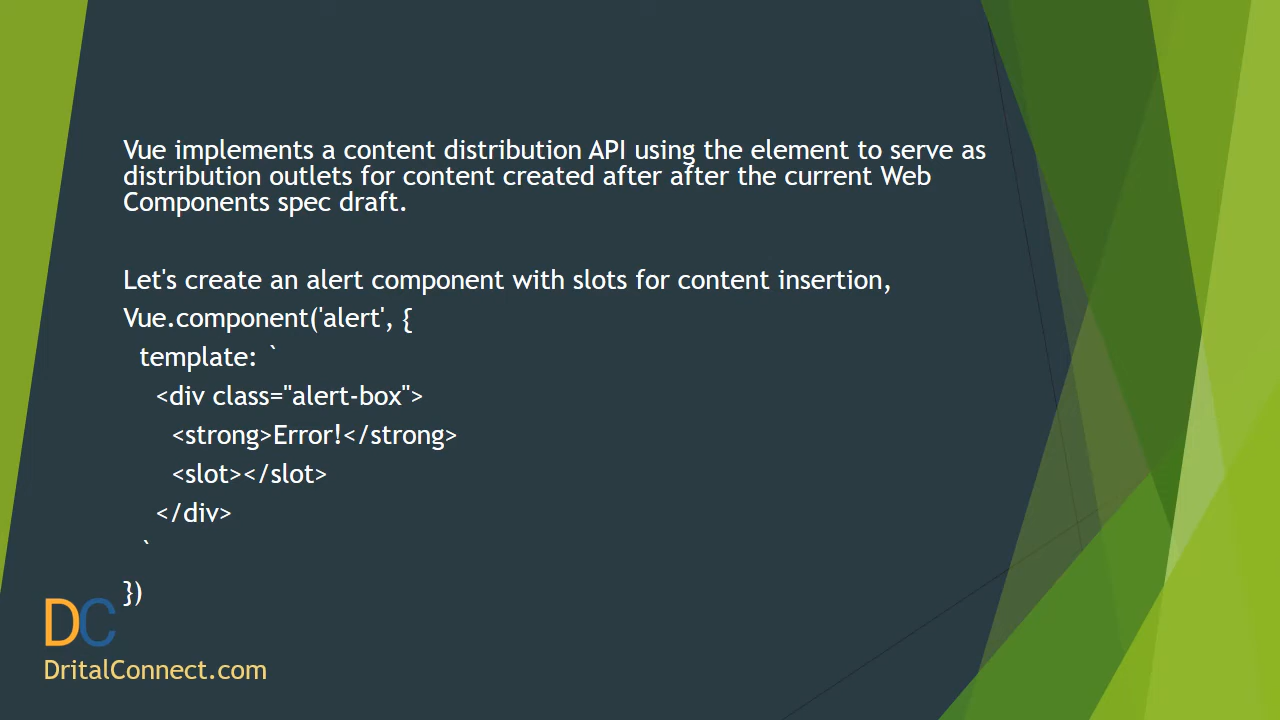 Vue implements a content distribution API using the element to serve as
distribution outlets for content created after after the current Web
Components spec draft.
Let's create an alert component with slots for content insertion,
Vue.component('alert', {
  template: `
    <div class="alert-box">
      <strong>Error!</strong>
      <slot></slot>
    </div>
  `
})
DC
DritalConnect.com